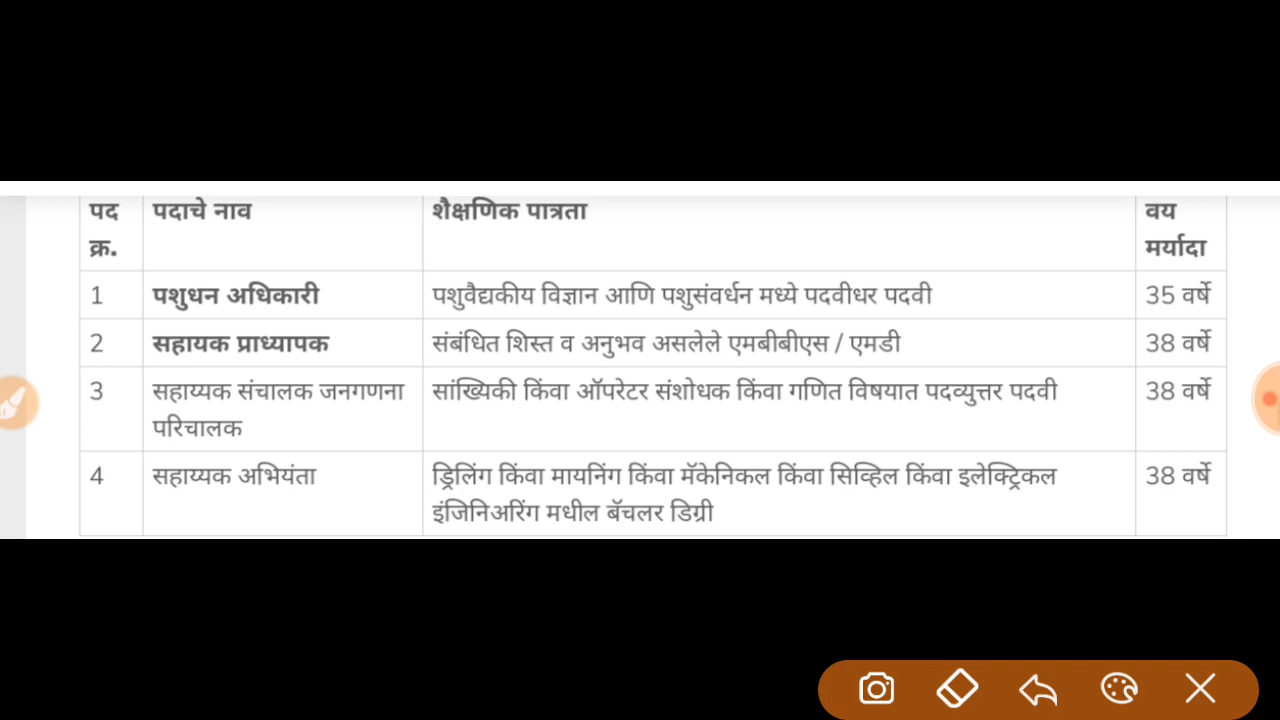 पद पदाचे नाव शैक्षणिक पात्रता वय
क्र. मर्यादा
1 पशुधन अधिकारी पशुवैद्यकीय विज्ञान आणि पशुसंवर्धन मध्ये पदवीधर पदवी 35 वर्षे
2 सहायक प्राध्यापक संबंधित शिस्त व अनुभव असलेले एमबीबीएस / एमडी 38 वर्षे
3 सहाय्यक संचालक जनगणना सांख्यिकी किंवा ऑपरेटर संशोधक किंवा गणित विषयात पदव्युत्तर पदवी 38 वर्षे
परिचालक
4 सहाय्यक अभियंता ड्रिलिंग किंवा मायनिंग किंवा मॅकेनिकल किंवा सिव्हिल किंवा इलेक्ट्रिकल 38 वर्षे
इंजिनिअरिंग मधील बॅचलर डिग्री